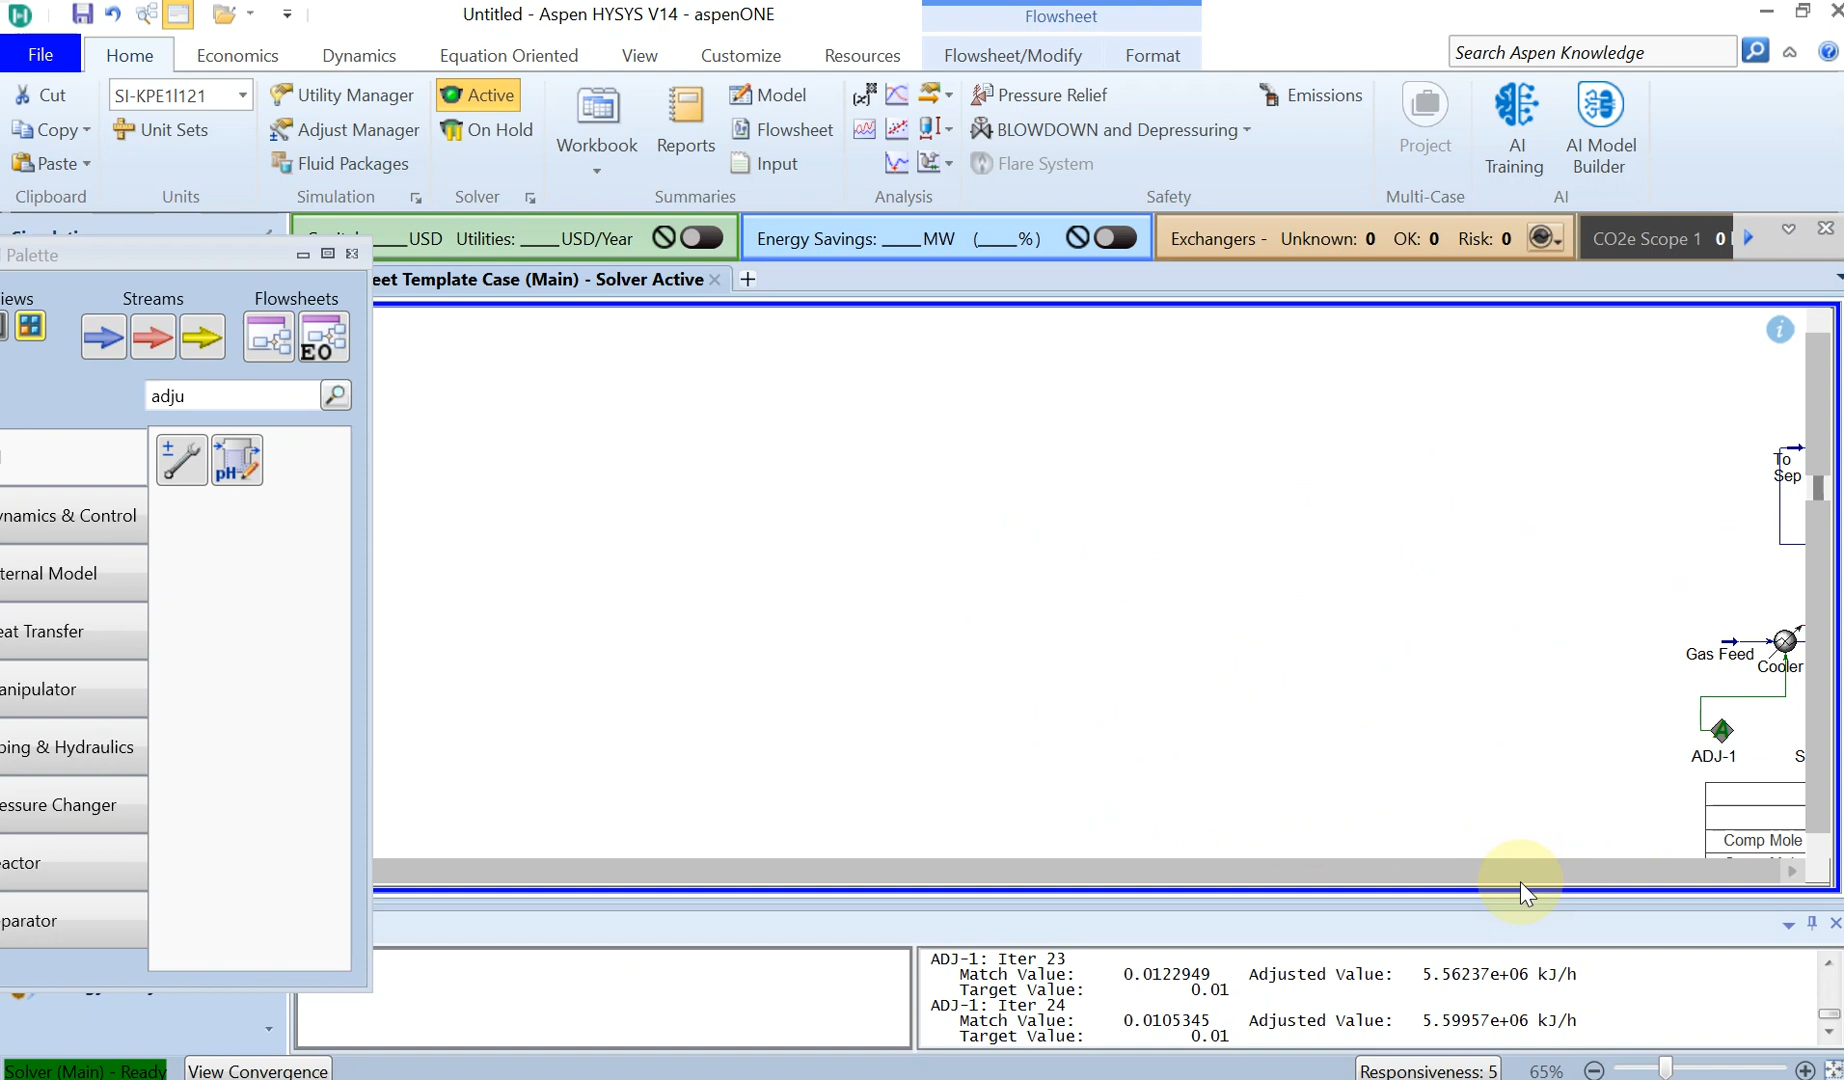 Untitled - Aspen HYSYS V14 - aspenONE
Flowsheet
File
Home
Economics
Dynamics
Equation Oriented
View
Customize
Resources
Flowsheet/Modify
Format
Search Aspen Knowledge
Cut
Copy
Paste
Clipboard
SI-KPE1l121
Unit Sets
Units
Utility Manager
Adjust Manager
Fluid Packages
Simulation
Active
On Hold
Solver
Workbook
Reports
Model
Flowsheet
Input
Summaries
Analysis
Pressure Relief
BLOWDOWN and Depressuring
Flare System
Emissions
Safety
Project
Multi-Case
AI Training
AI Model Builder
AI
____USD Utilities: ____USD/Year
Energy Savings: ____MW (____%)
Exchangers - Unknown: 0 OK: 0 Risk: 0
CO2e Scope 1 0
Palette
iews
Streams
Flowsheets
EO
adju
pH
ynamics & Control
ternal Model
eat Transfer
anipulator
ping & Hydraulics
essure Changer
eactor
parator
eet Template Case (Main) - Solver Active
To
Sep
Gas Feed
Cooler
A
ADJ-1
S
Comp Mole
ADJ-1: Iter 23
Match Value: 0.0122949 Adjusted Value: 5.56237e+06 kJ/h
Target Value: 0.01
ADJ-1: Iter 24
Match Value: 0.0105345 Adjusted Value: 5.59957e+06 kJ/h
Target Value: 0.01
Solver (Main) - Ready
View Convergence
Responsiveness: 5
65%